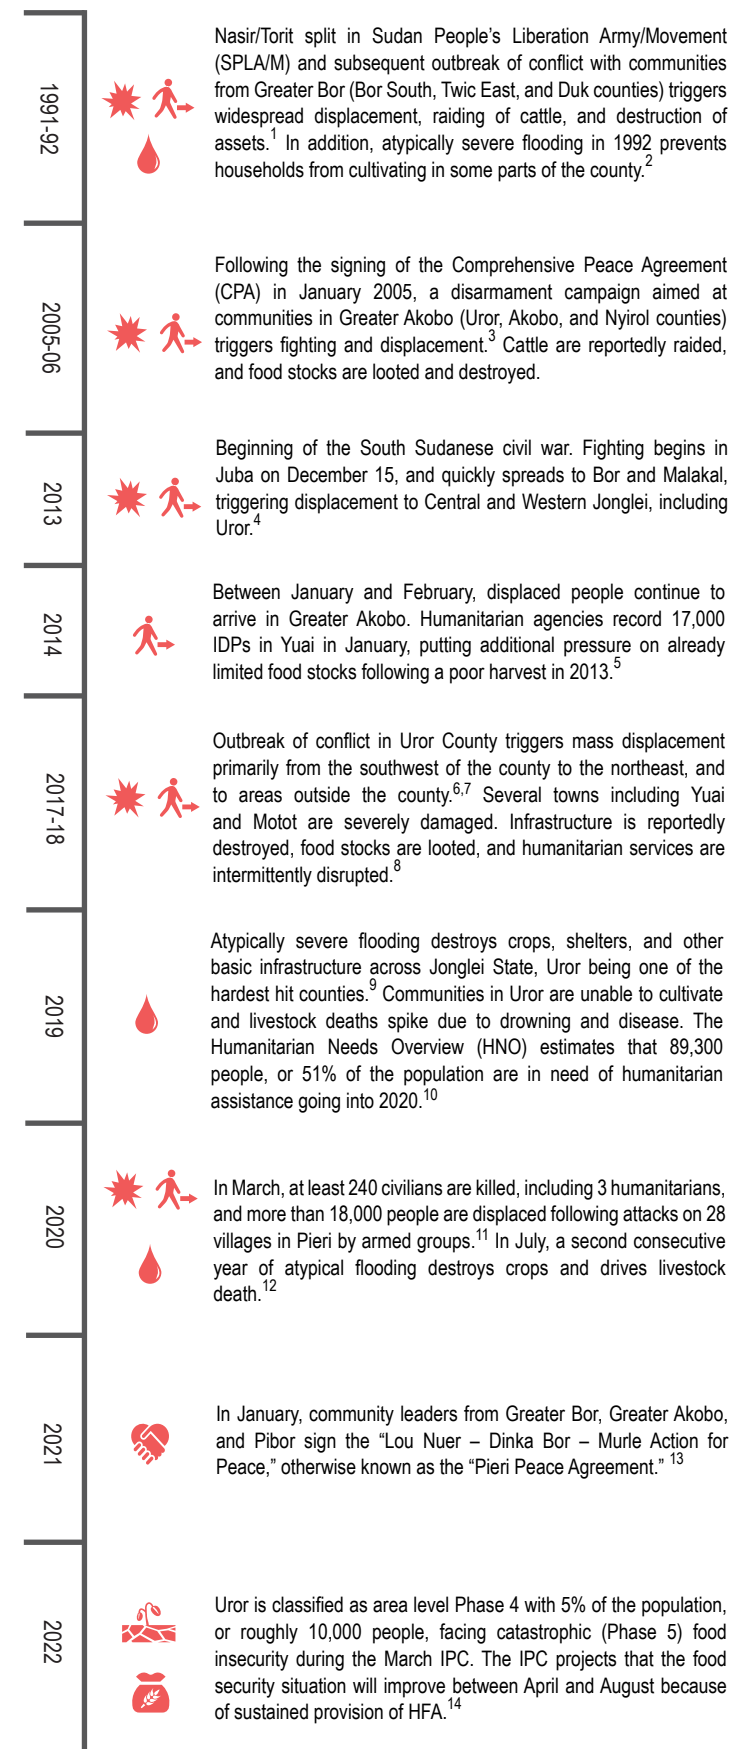 1991-92
Nasir/Torit split in Sudan People’s Liberation Army/Movement
(SPLA/M) and subsequent outbreak of conflict with communities
from Greater Bor (Bor South, Twic East, and Duk counties) triggers
widespread displacement, raiding of cattle, and destruction of
assets.1 In addition, atypically severe flooding in 1992 prevents
households from cultivating in some parts of the county.2
2005-06
Following the signing of the Comprehensive Peace Agreement
(CPA) in January 2005, a disarmament campaign aimed at
communities in Greater Akobo (Uror, Akobo, and Nyirol counties)
triggers fighting and displacement.3 Cattle are reportedly raided,
and food stocks are looted and destroyed.
2013
Beginning of the South Sudanese civil war. Fighting begins in
Juba on December 15, and quickly spreads to Bor and Malakal,
triggering displacement to Central and Western Jonglei, including
Uror.4
2014
Between January and February, displaced people continue to
arrive in Greater Akobo. Humanitarian agencies record 17,000
IDPs in Yuai in January, putting additional pressure on already
limited food stocks following a poor harvest in 2013.5
2017-18
Outbreak of conflict in Uror County triggers mass displacement
primarily from the southwest of the county to the northeast, and
to areas outside the county.6,7 Several towns including Yuai
and Motot are severely damaged. Infrastructure is reportedly
destroyed, food stocks are looted, and humanitarian services are
intermittently disrupted.8
2019
Atypically severe flooding destroys crops, shelters, and other
basic infrastructure across Jonglei State, Uror being one of the
hardest hit counties.9 Communities in Uror are unable to cultivate
and livestock deaths spike due to drowning and disease. The
Humanitarian Needs Overview (HNO) estimates that 89,300
people, or 51% of the population are in need of humanitarian
assistance going into 2020.10
2020
In March, at least 240 civilians are killed, including 3 humanitarians,
and more than 18,000 people are displaced following attacks on 28
villages in Pieri by armed groups.11 In July, a second consecutive
year of atypical flooding destroys crops and drives livestock
death.12
2021
In January, community leaders from Greater Bor, Greater Akobo,
and Pibor sign the “Lou Nuer – Dinka Bor – Murle Action for
Peace,” otherwise known as the “Pieri Peace Agreement.” 13
2022
Uror is classified as area level Phase 4 with 5% of the population,
or roughly 10,000 people, facing catastrophic (Phase 5) food
insecurity during the March IPC. The IPC projects that the food
security situation will improve between April and August because
of sustained provision of HFA.14